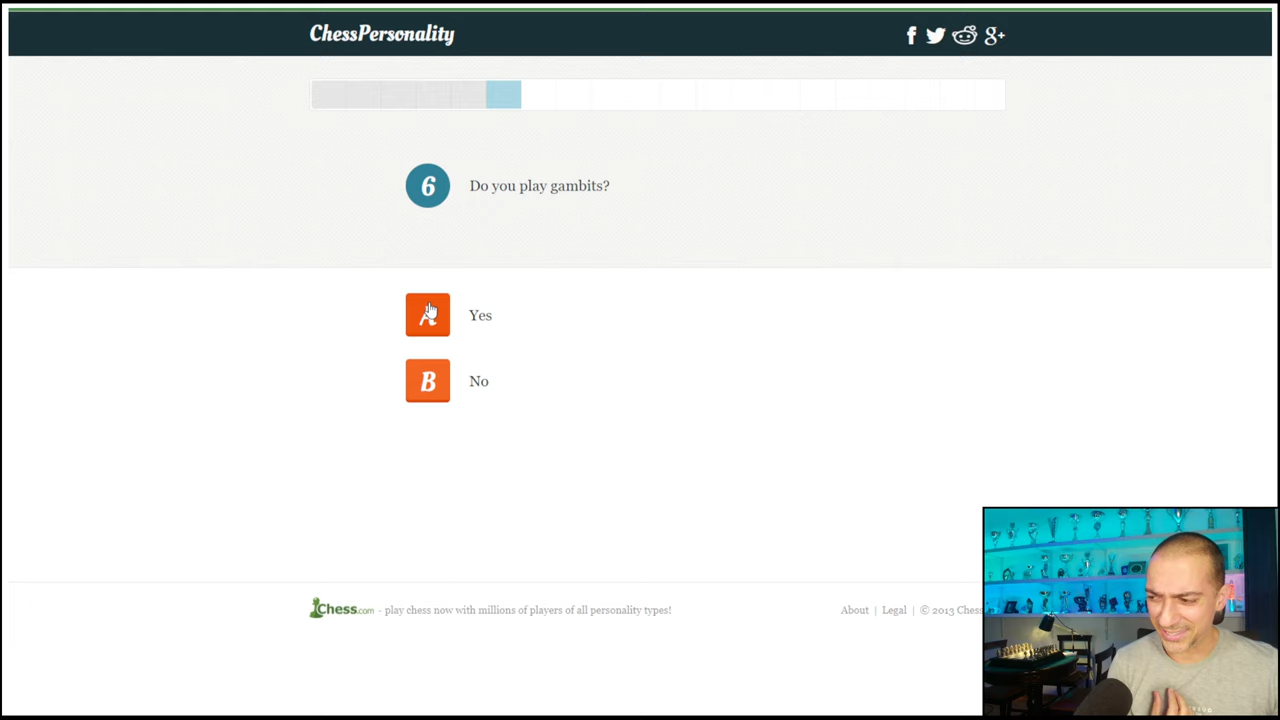 ChessPersonality
g+
6 Do you play gambits?
A Yes
B No
Chess.com - play chess now with millions of players of all personality types!
About | Legal | © 2013 Chess